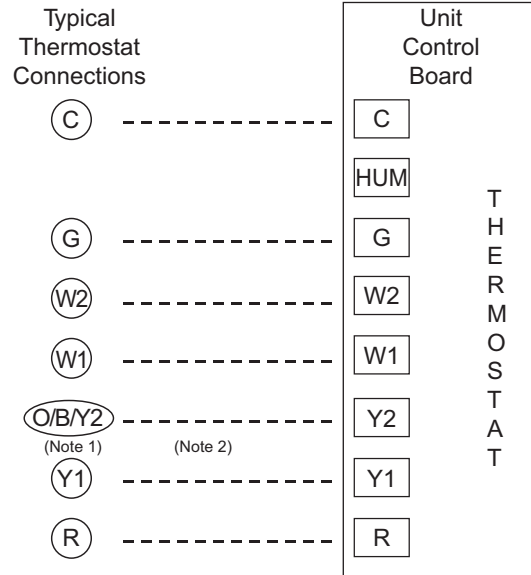 Typical
Thermostat
Connections
Unit
Control
Board
C C
HUM
G G
W2 W2
W1 W1
O/B/Y2 Y2
(Note 1) (Note 2)
Y1 Y1
R R
THERMOSTAT